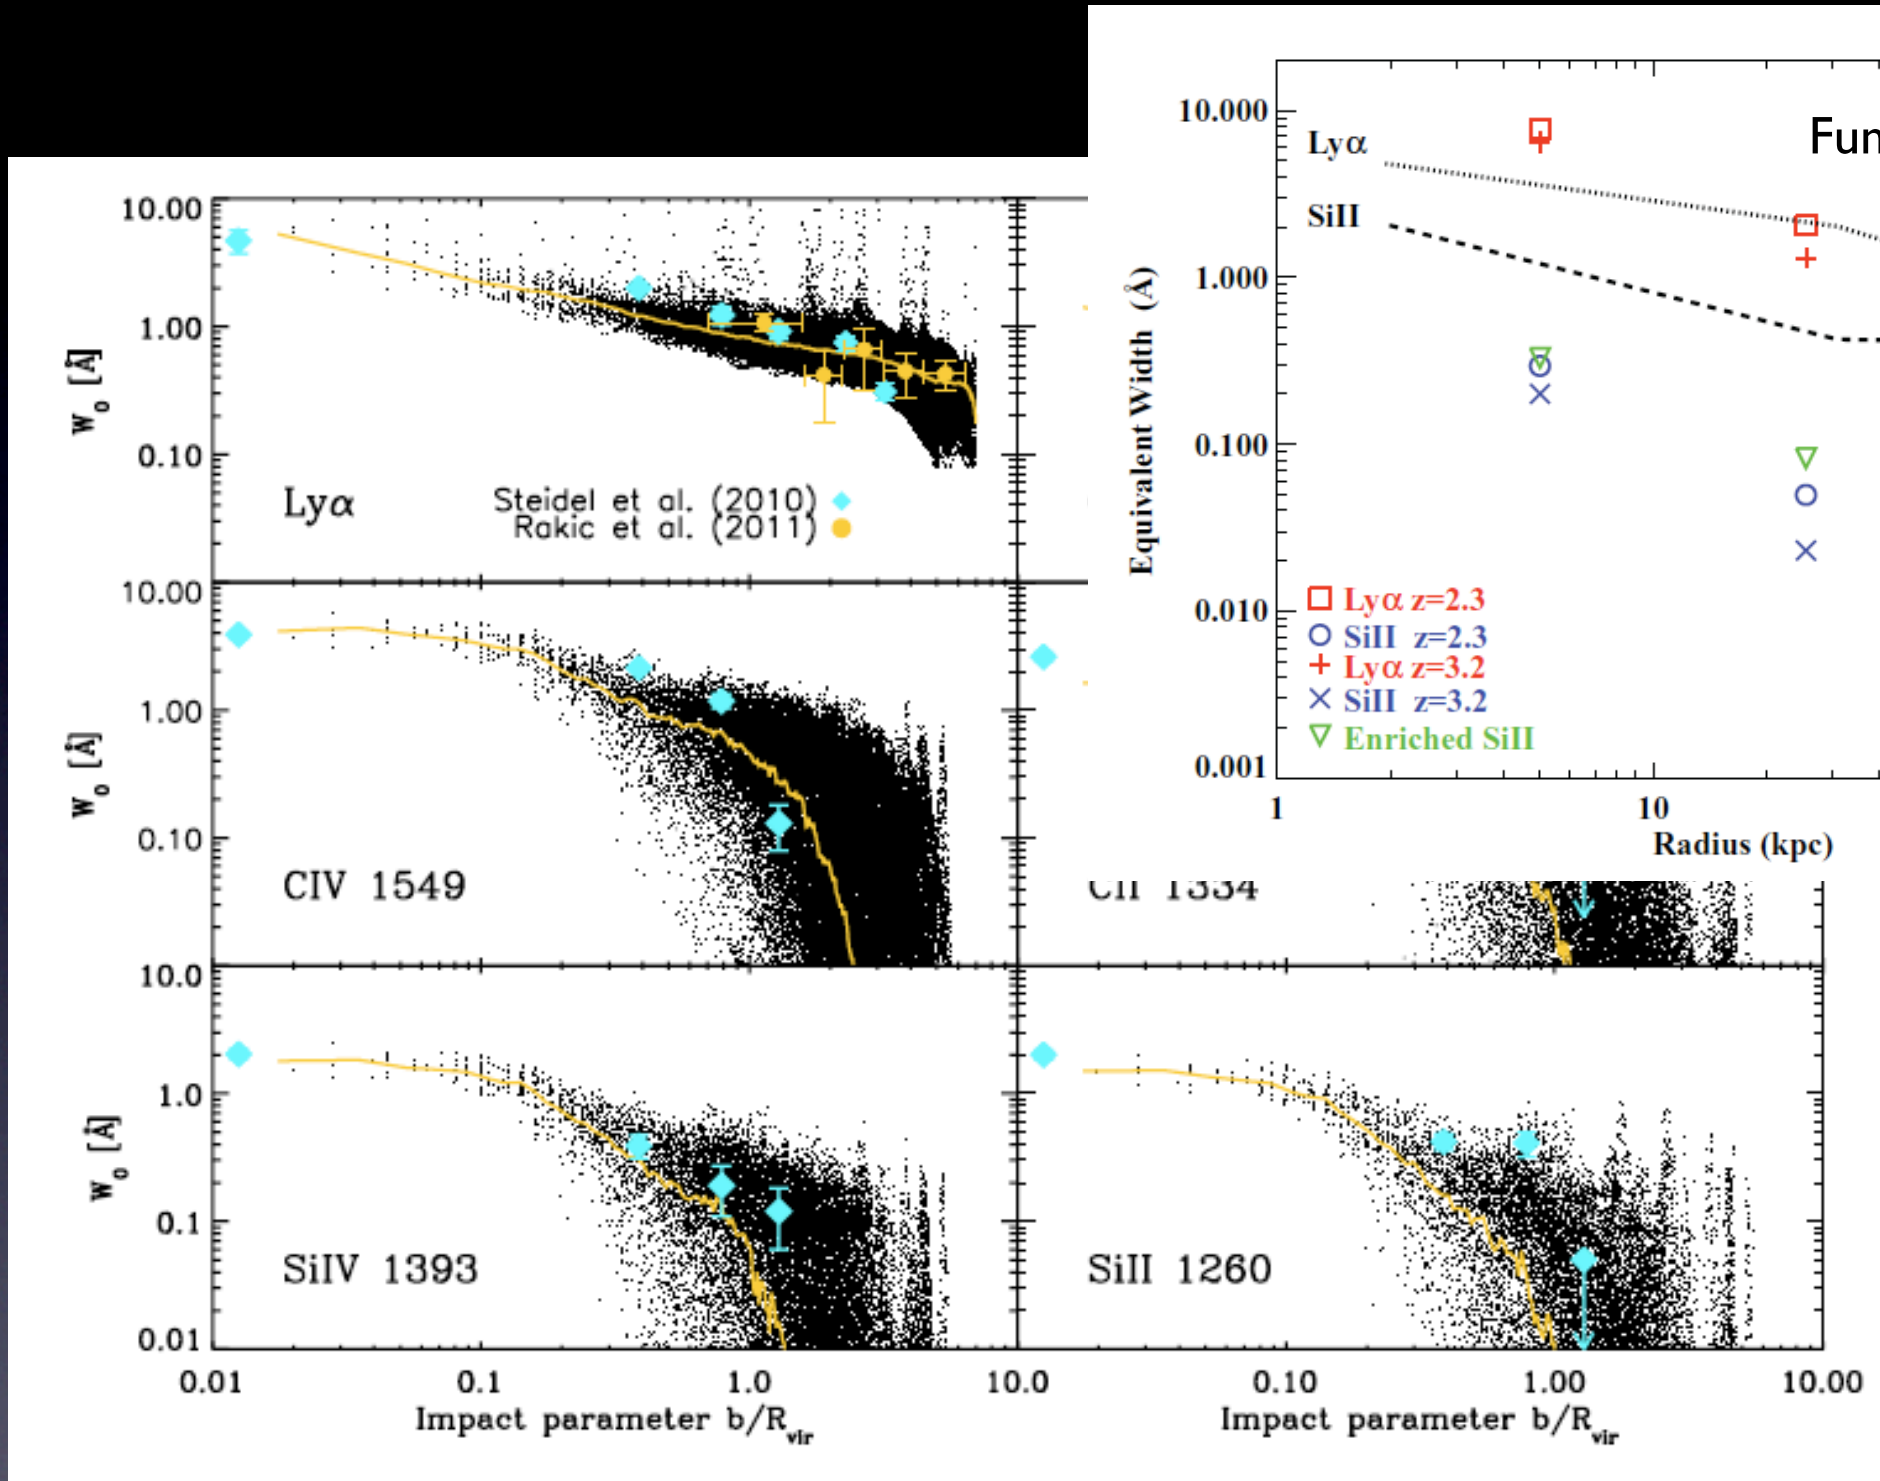 10.00
1.00
0.10
W₀ [Å]
Lyα
Steidel et al. (2010)
Rakic et al. (2011)
10.00
1.00
0.10
W₀ [Å]
CIV 1549
10.0
1.0
0.1
0.01
W₀ [Å]
SiIV 1393
0.01 0.1 1.0 10.0
Impact parameter b/Rvir
10.000
1.000
0.100
0.010
0.001
Equivalent Width (Å)
Lyα
SiII
Fun
Lyα z=2.3
SiII z=2.3
Lyα z=3.2
SiII z=3.2
Enriched SiII
1 10
Radius (kpc)
CII 1334
SiII 1260
0.10 1.00 10.00
Impact parameter b/Rvir